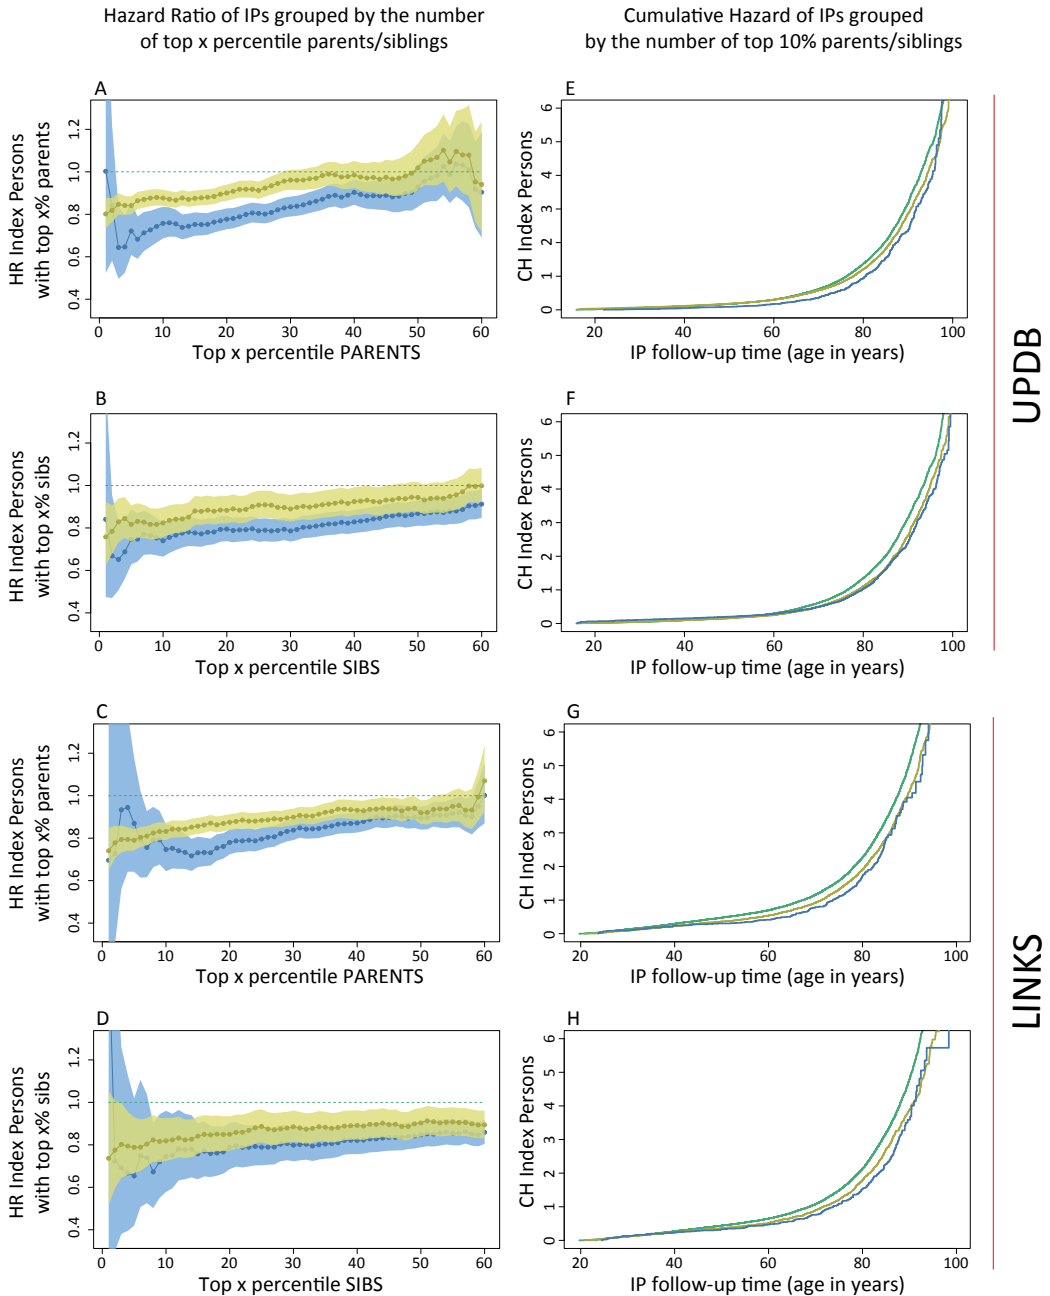 Hazard Ratio of IPs grouped by the number
of top x percentile parents/siblings
Cumulative Hazard of IPs grouped
by the number of top 10% parents/siblings
A
HR Index Persons
with top x% parents
0.4 0.6 0.8 1.0 1.2
0 10 20 30 40 50 60
Top x percentile PARENTS
E
CH Index Persons
0 1 2 3 4 5 6
20 40 60 80 100
IP follow-up time (age in years)
B
HR Index Persons
with top x% sibs
0.4 0.6 0.8 1.0 1.2
0 10 20 30 40 50 60
Top x percentile SIBS
F
CH Index Persons
0 1 2 3 4 5 6
20 40 60 80 100
IP follow-up time (age in years)
UPDB
C
HR Index Persons
with top x% parents
0.4 0.6 0.8 1.0 1.2
0 10 20 30 40 50 60
Top x percentile PARENTS
G
CH Index Persons
0 1 2 3 4 5 6
20 40 60 80 100
IP follow-up time (age in years)
D
HR Index Persons
with top x% sibs
0.4 0.6 0.8 1.0 1.2
0 10 20 30 40 50 60
Top x percentile SIBS
H
CH Index Persons
0 1 2 3 4 5 6
20 40 60 80 100
IP follow-up time (age in years)
LINKS